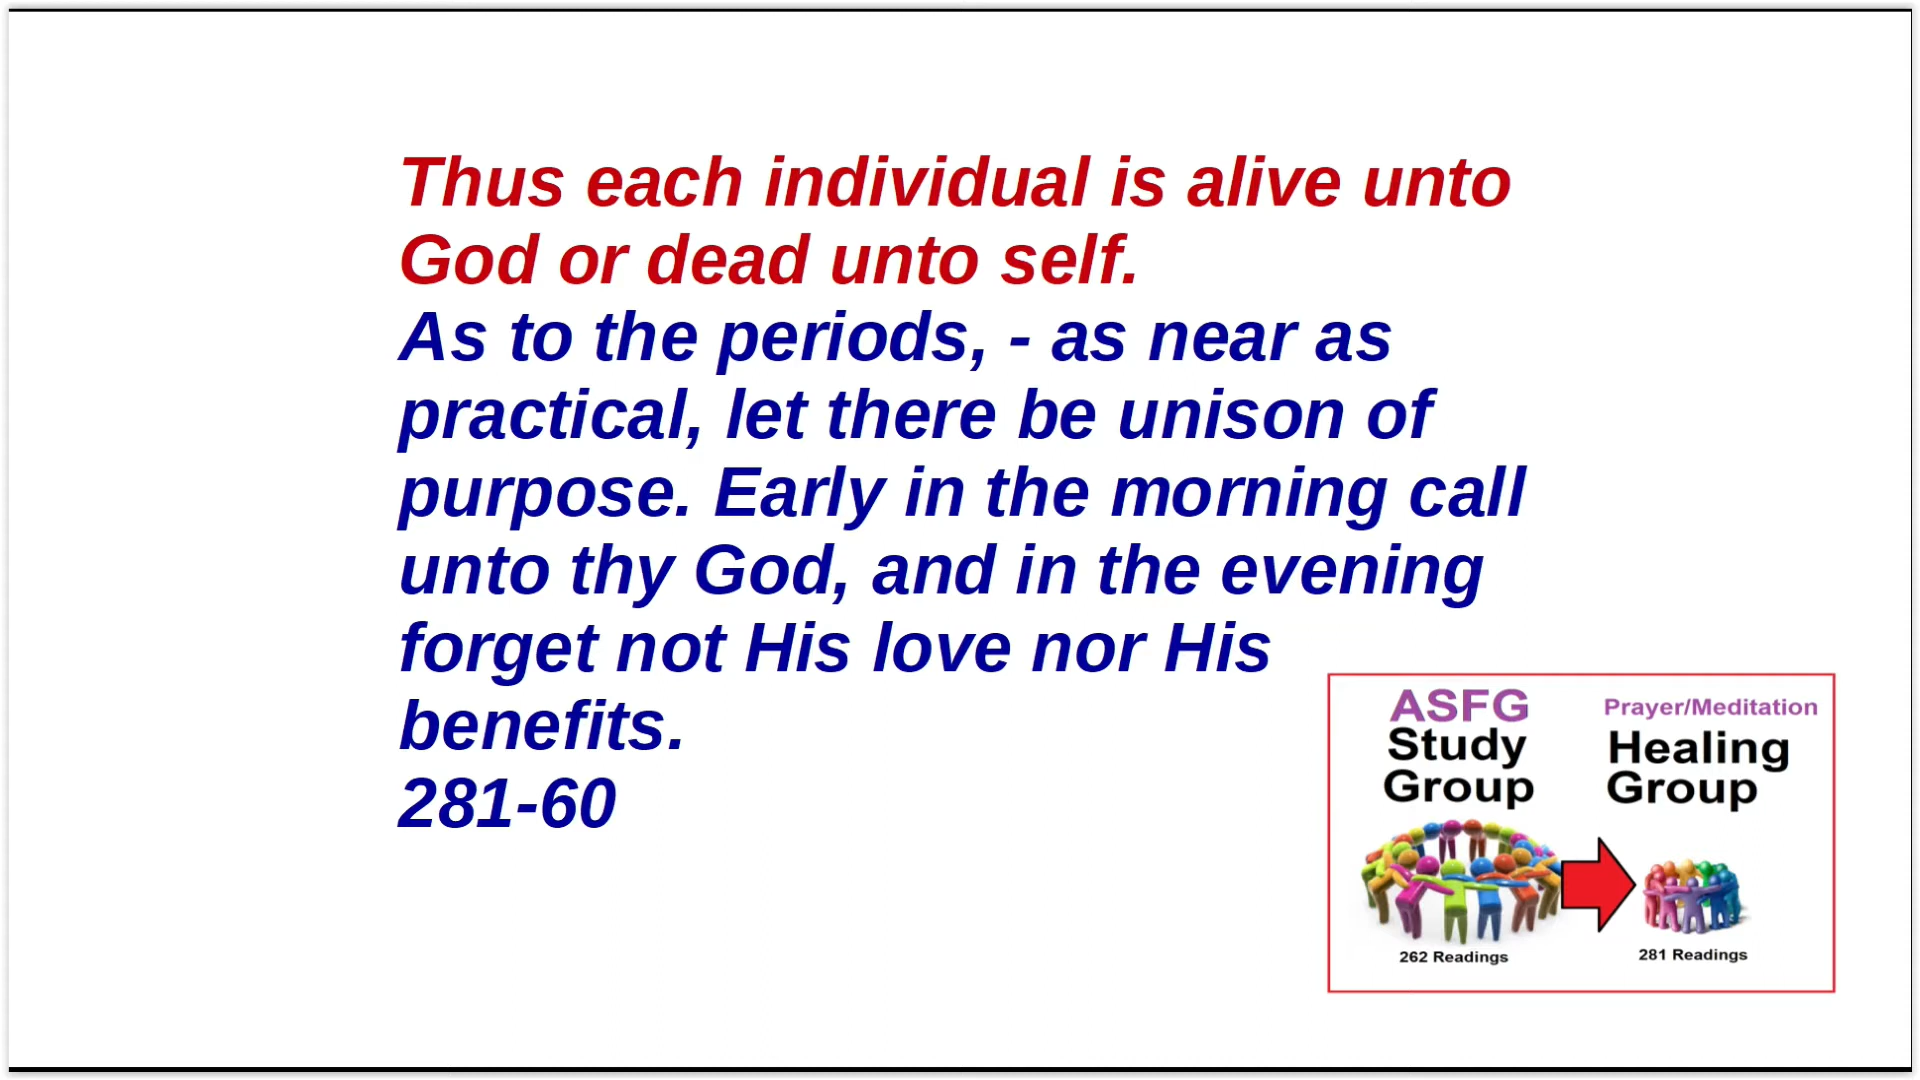 Thus each individual is alive unto
God or dead unto self.
As to the periods, - as near as
practical, let there be unison of
purpose. Early in the morning call
unto thy God, and in the evening
forget not His love nor His
benefits.
281-60
ASFG
Study
Group
262 Readings
Prayer/Meditation
Healing
Group
281 Readings